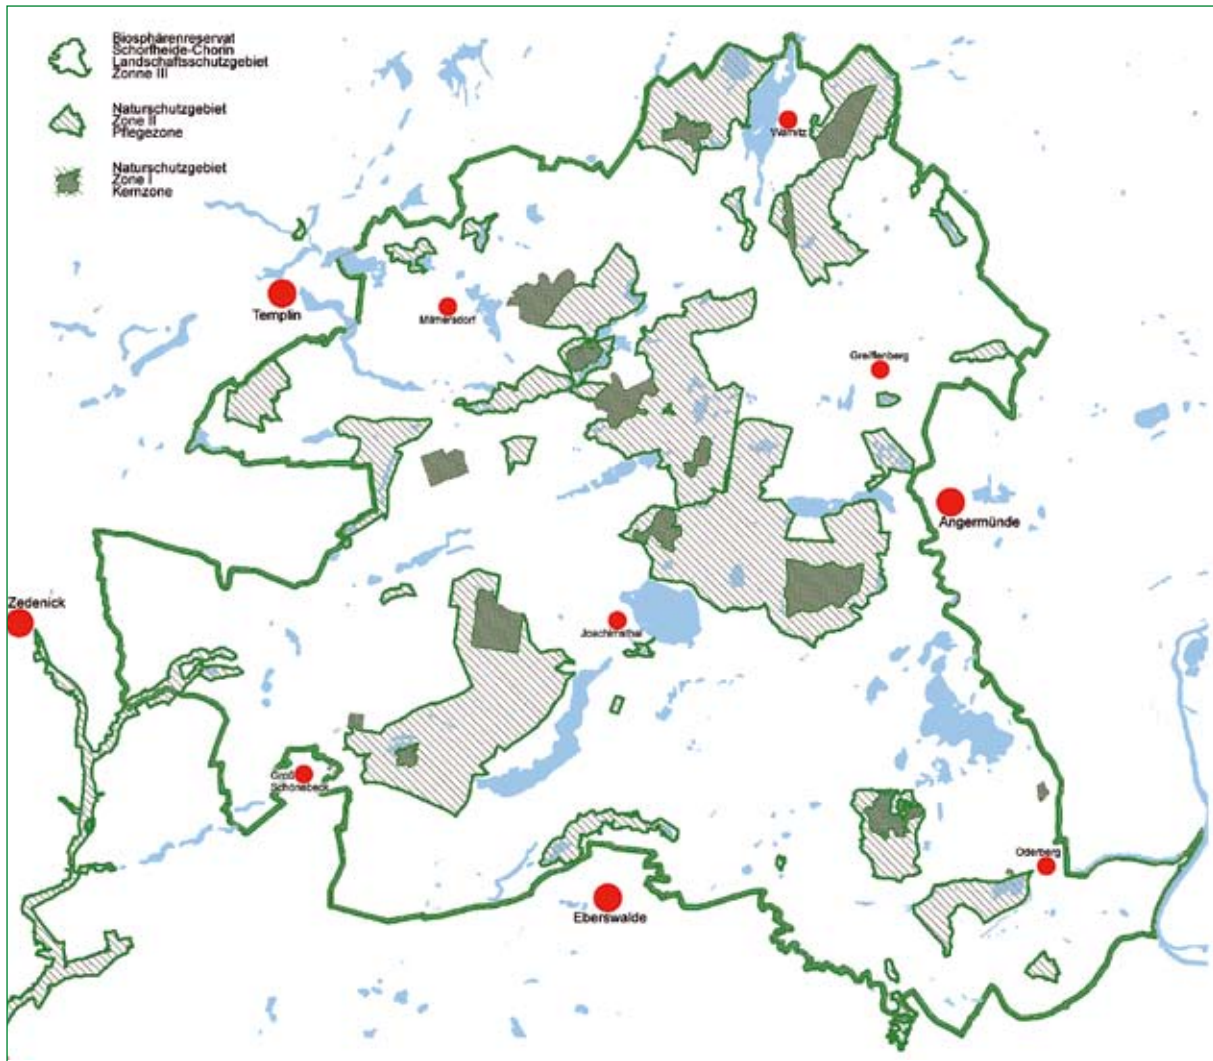 Biosphärenreservat
Schorfheide-Chorin
Landschaftsschutzgebiet
Zonne III
Naturschutzgebiet
Zone II
Pflegezone
Naturschutzgebiet
Zone I
Kernzone
Warnitz
Templin
Milmersdorf
Greiffenberg
Angermünde
Zedenick
Joachimsthal
Groß
Schönebeck
Oderberg
Eberswalde